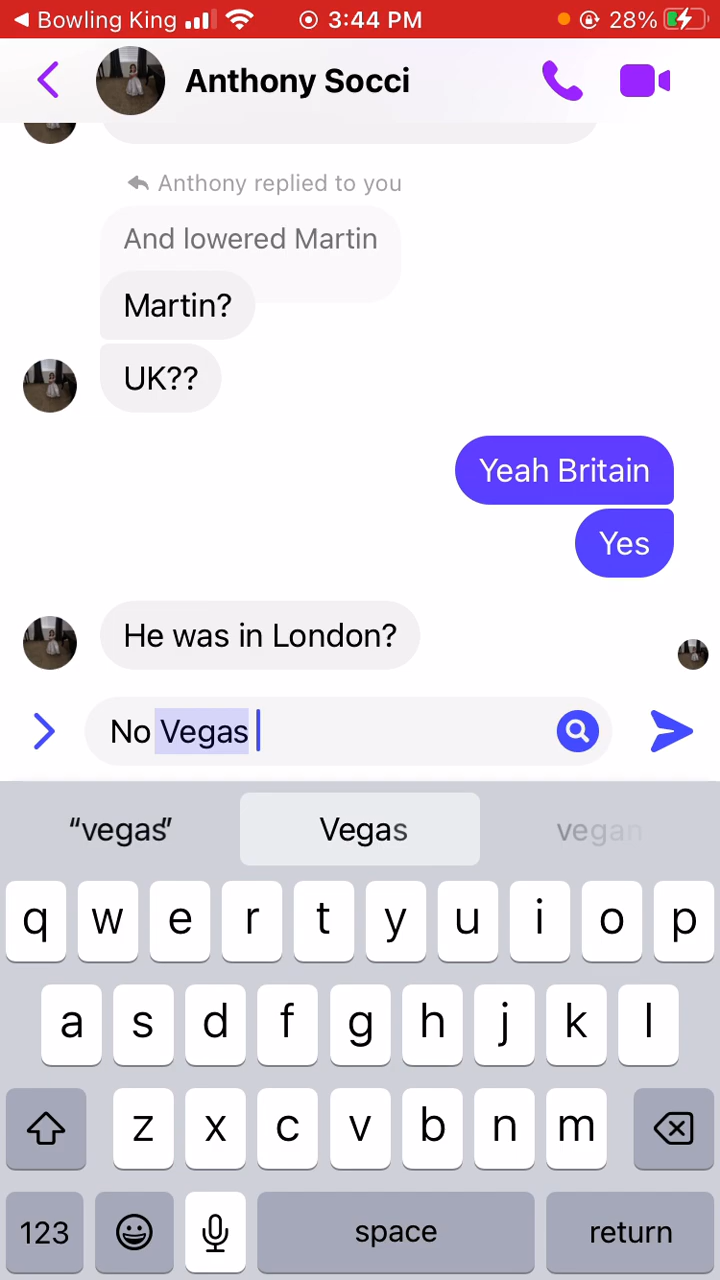 Bowling King 3:44 PM 28%
Anthony Socci
Anthony replied to you
And lowered Martin
Martin?
UK??
Yeah Britain
Yes
He was in London?
No Vegas
“vegas” Vegas vegan
q w e r t y u i o p
a s d f g h j k l
z x c v b n m
123 space return